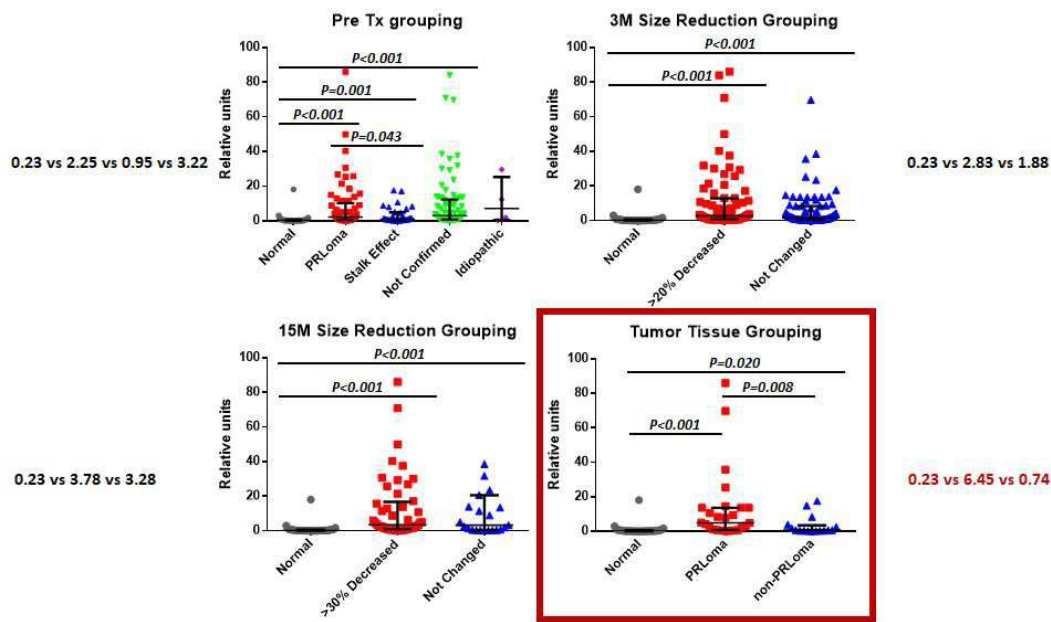 Pre Tx grouping
Relative units
100
80
60
40
20
0
P<0.001
P=0.001
P<0.001
P=0.043
Normal
PRLoma
Stalk Effect
Not Confirmed
Idiopathic
0.23 vs 2.25 vs 0.95 vs 3.22
3M Size Reduction Grouping
Relative units
100
80
60
40
20
0
P<0.001
P<0.001
Normal
>20% Decreased
Not Changed
0.23 vs 2.83 vs 1.88
15M Size Reduction Grouping
Relative units
100
80
60
40
20
0
P<0.001
P<0.001
Normal
>30% Decreased
Not Changed
0.23 vs 3.78 vs 3.28
Tumor Tissue Grouping
Relative units
100
80
60
40
20
0
P=0.020
P=0.008
P<0.001
Normal
PRLoma
non-PRLoma
0.23 vs 6.45 vs 0.74